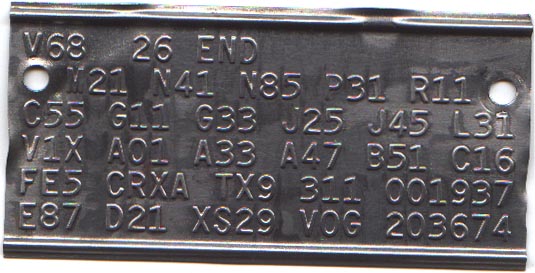 V68 26 END
M21 N41 N85 P31 R11
C55 G11 G33 J25 J45 L31
V1X A01 A33 A47 B51 C16
FE5 CRXA TX9 311 001937
E87 D21 XS29 V0G 203674